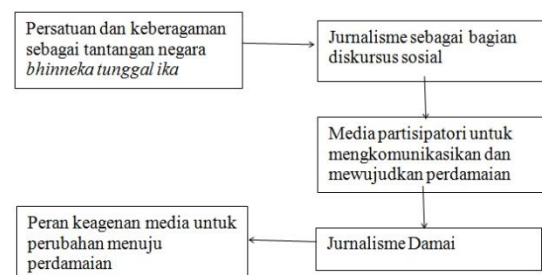 Persatuan dan keberagaman
sebagai tantangan negara
bhinneka tunggal ika
Jurnalisme sebagai bagian
diskursus sosial
Media partisipatori untuk
mengkomunikasikan dan
mewujudkan perdamaian
Jurnalisme Damai
Peran keagenan media untuk
perubahan menuju
perdamaian